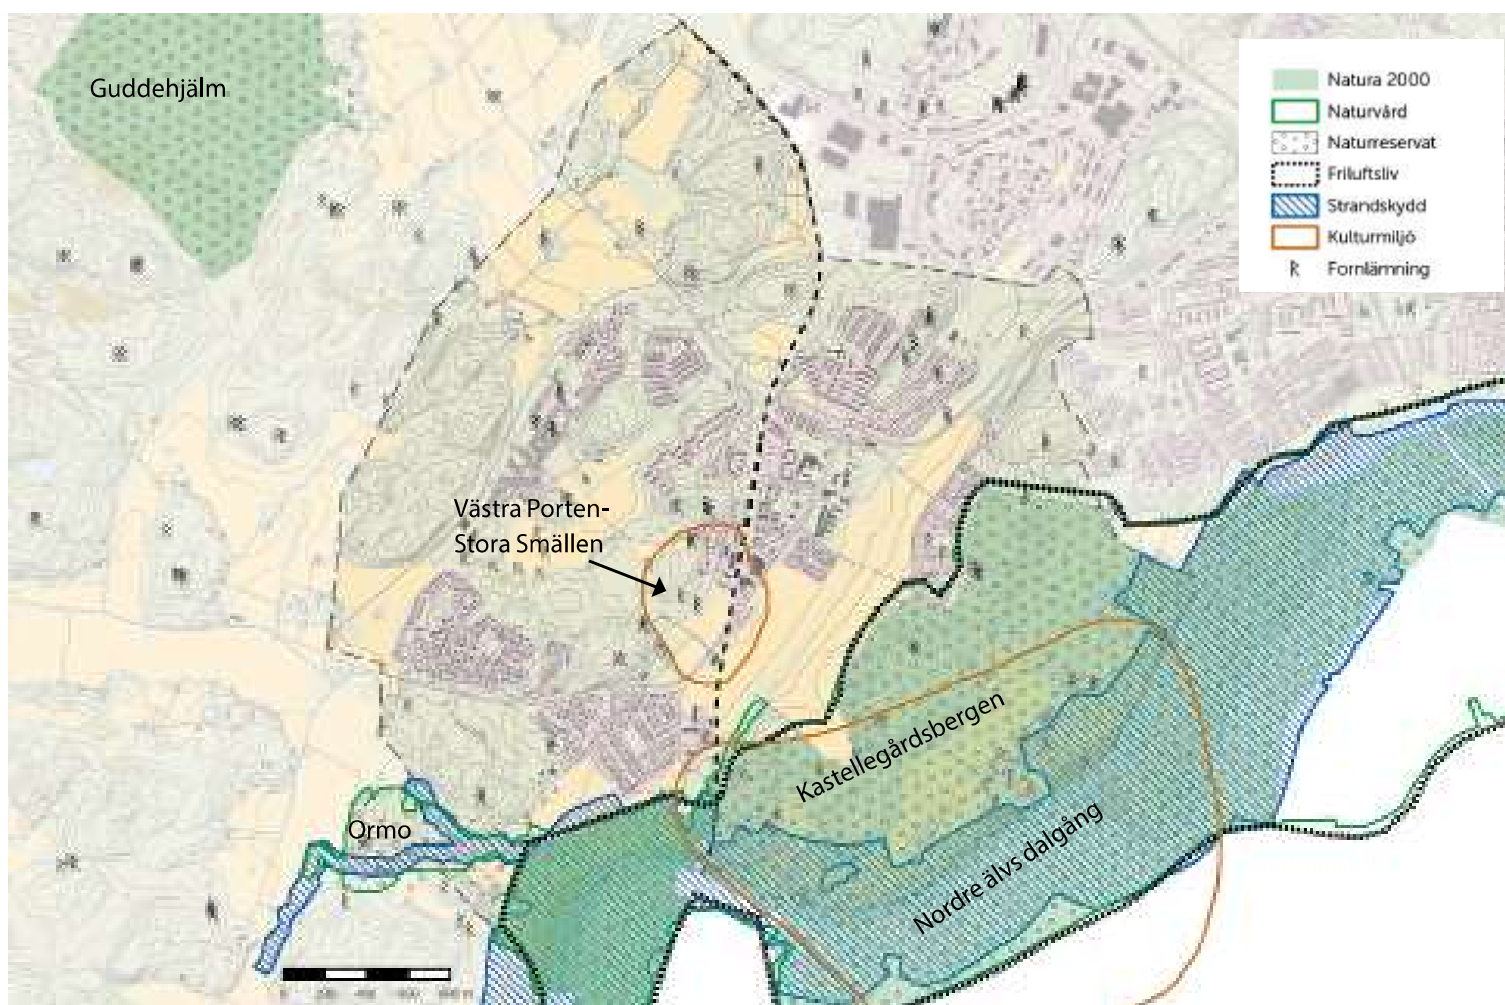 Guddehjälm
Natura 2000
Naturvård
Naturreservat
Friluftsliv
Strandskydd
Kulturmiljö
R Fornlämning
Västra Porten-
Stora Smällen
Kastellegårdsbergen
Nordre älvs dalgång
Ormo